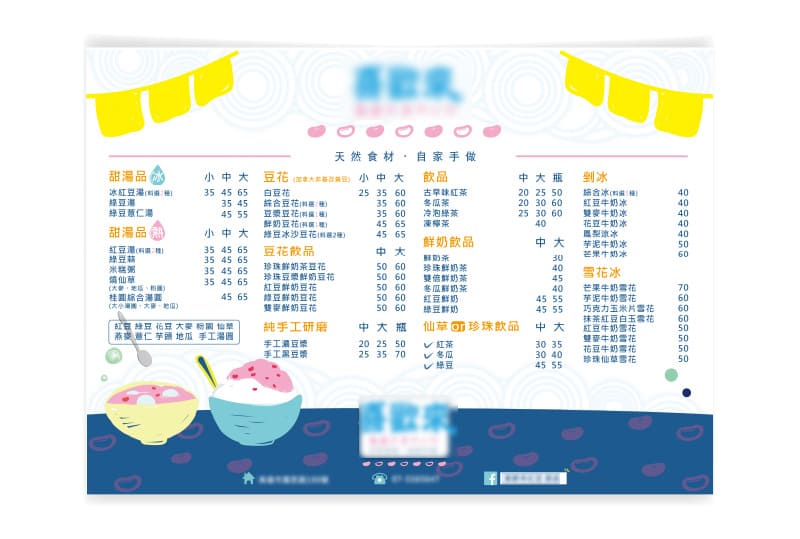 天然食材．自家手做
甜湯品 冰 小 中 大
冰紅豆湯(料選2種) 35 45 65
綠豆湯 35 45
綠豆薏仁湯 45 55
甜湯品 熱 小 中 大
紅豆湯(料選2種) 35 45 65
綠豆蒜 35 45 65
米糕粥 35 45 65
燒仙草 35 45 65
(大麥、地瓜、粉圓)
桂圓綜合湯圓 45 65
(大小湯圓、大麥、地瓜)
紅豆 綠豆 花豆 大麥 粉圓 仙草
燕麥 薏仁 芋頭 地瓜 手工湯圓
豆花 (加拿大非基改黃豆) 小 中 大
白豆花 25 35 60
綜合豆花(料選2種) 35 60
豆漿豆花(料選2種) 35 60
鮮奶豆花(料選2種) 45 65
綠豆冰沙豆花(料選2種) 45 65
豆花飲品 中 大
珍珠鮮奶茶豆花 50 60
珍珠豆漿鮮奶豆花 50 60
紅豆鮮奶豆花 50 60
綠豆鮮奶豆花 50 60
雙麥鮮奶豆花 50 60
純手工研磨 中 大 瓶
手工濃豆漿 20 25 50
手工黑豆漿 25 35 70
飲品 中 大 瓶
古早味紅茶 20 25 50
冬瓜茶 20 30 60
冷泡綠茶 25 30 60
凍檸茶 40
鮮奶飲品 中 大
鮮奶茶 30
珍珠鮮奶茶 40
雙倍鮮奶茶 45
冬瓜鮮奶茶 40
紅豆鮮奶 45 55
綠豆鮮奶 45 55
仙草or珍珠飲品 中 大
紅茶 30 35
冬瓜 30 40
綠豆 45 55
剉冰
綜合冰(料選4種) 40
紅豆牛奶冰 40
雙麥牛奶冰 40
花豆牛奶冰 40
鳳梨滷冰 40
芋泥牛奶冰 50
芒果牛奶冰 60
雪花冰
芒果牛奶雪花 70
芋泥牛奶雪花 60
巧克力玉米片雪花 60
抹茶紅豆白玉雪花 60
紅豆牛奶雪花 50
雙麥牛奶雪花 50
花豆牛奶雪花 50
珍珠仙草雪花 50